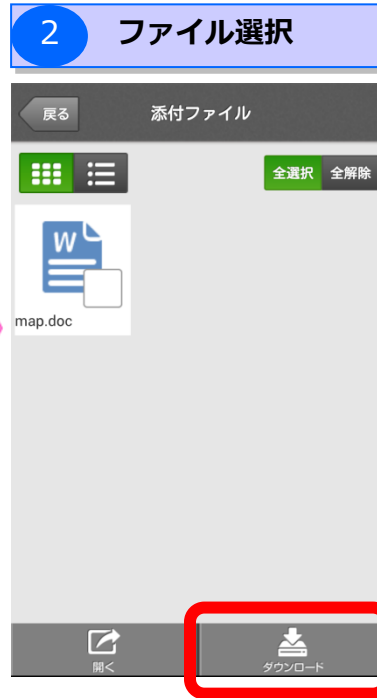 2 ファイル選択
戻る 添付ファイル
全選択 全解除
W
map.doc
開く ダウンロード